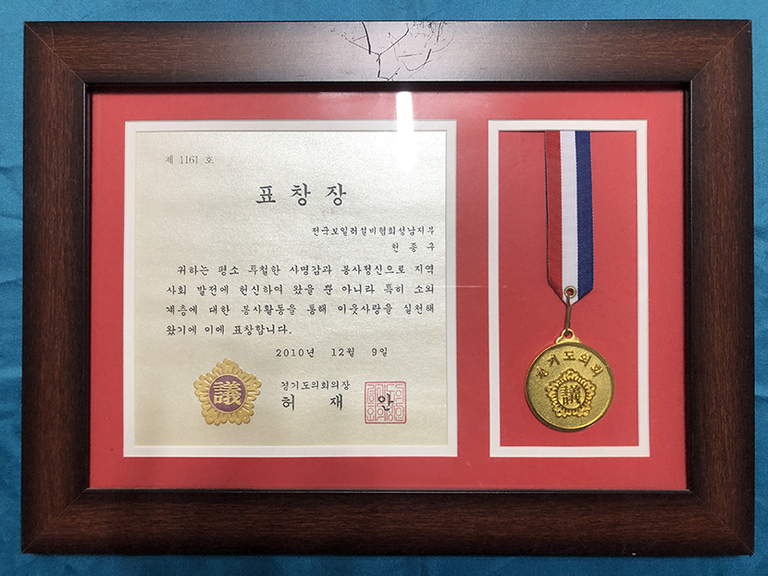 제 1161 호
표 창 장
전국보일러설비협회성남지부
천 종 구
귀하는 평소 특철한 사명감과 봉사정신으로 지역
사회 발전에 헌신하여 왔을 뿐 아니라 특히 소외
계층에 대한 봉사활동을 통해 이웃사랑을 실천해
왔기에 이에 표창합니다.
2010년 12월 9일
議
경기도의회의장
허 재 안
경기도의회
議